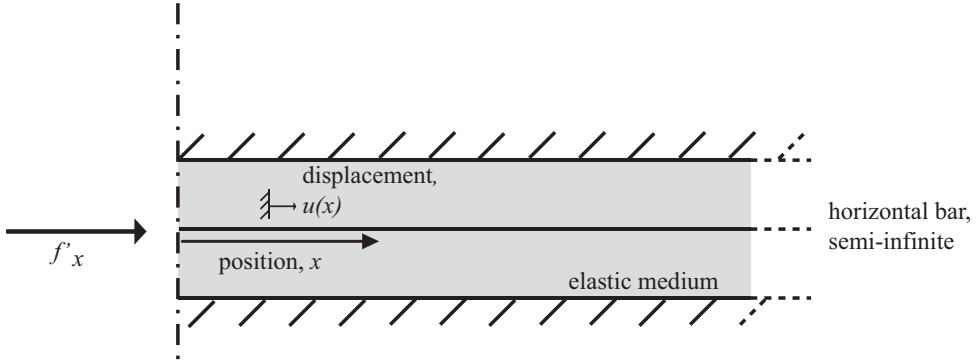 displacement,
u(x)
horizontal bar,
semi-infinite
f'x
position, x
elastic medium